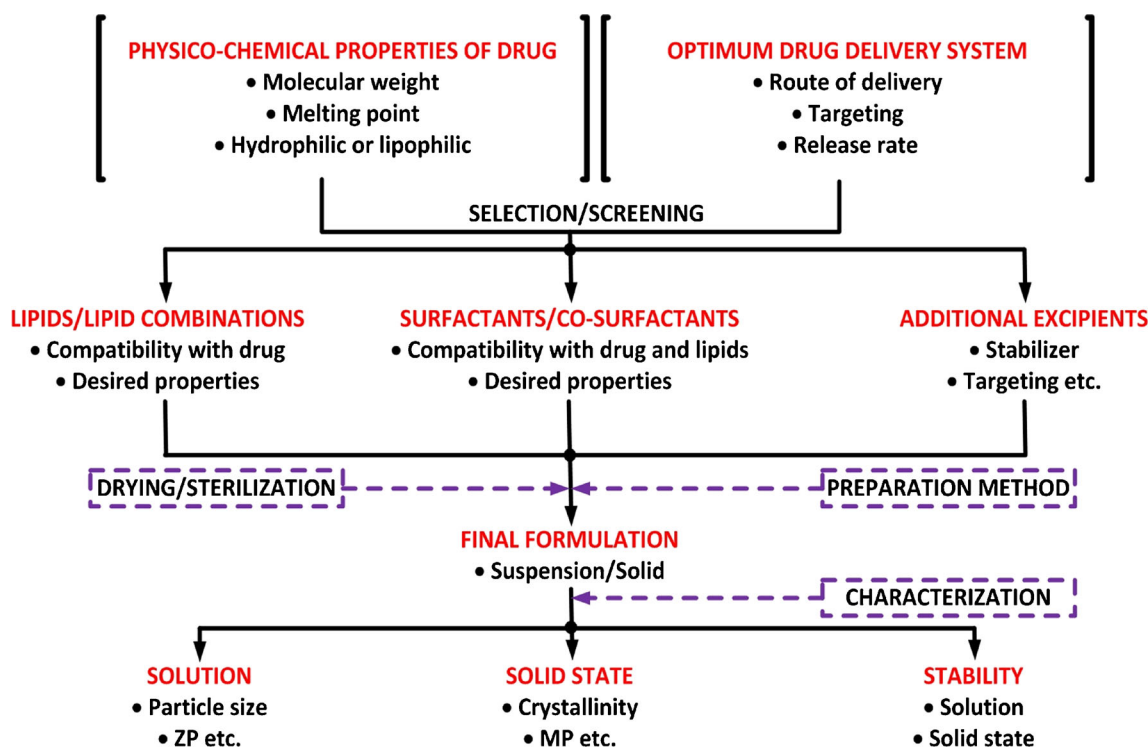 PHYSICO-CHEMICAL PROPERTIES OF DRUG
• Molecular weight
• Melting point
• Hydrophilic or lipophilic
OPTIMUM DRUG DELIVERY SYSTEM
• Route of delivery
• Targeting
• Release rate
SELECTION/SCREENING
LIPIDS/LIPID COMBINATIONS
• Compatibility with drug
• Desired properties
SURFACTANTS/CO-SURFACTANTS
• Compatibility with drug and lipids
• Desired properties
ADDITIONAL EXCIPIENTS
• Stabilizer
• Targeting etc.
DRYING/STERILIZATION
PREPARATION METHOD
FINAL FORMULATION
• Suspension/Solid
CHARACTERIZATION
SOLUTION
• Particle size
• ZP etc.
SOLID STATE
• Crystallinity
• MP etc.
STABILITY
• Solution
• Solid state